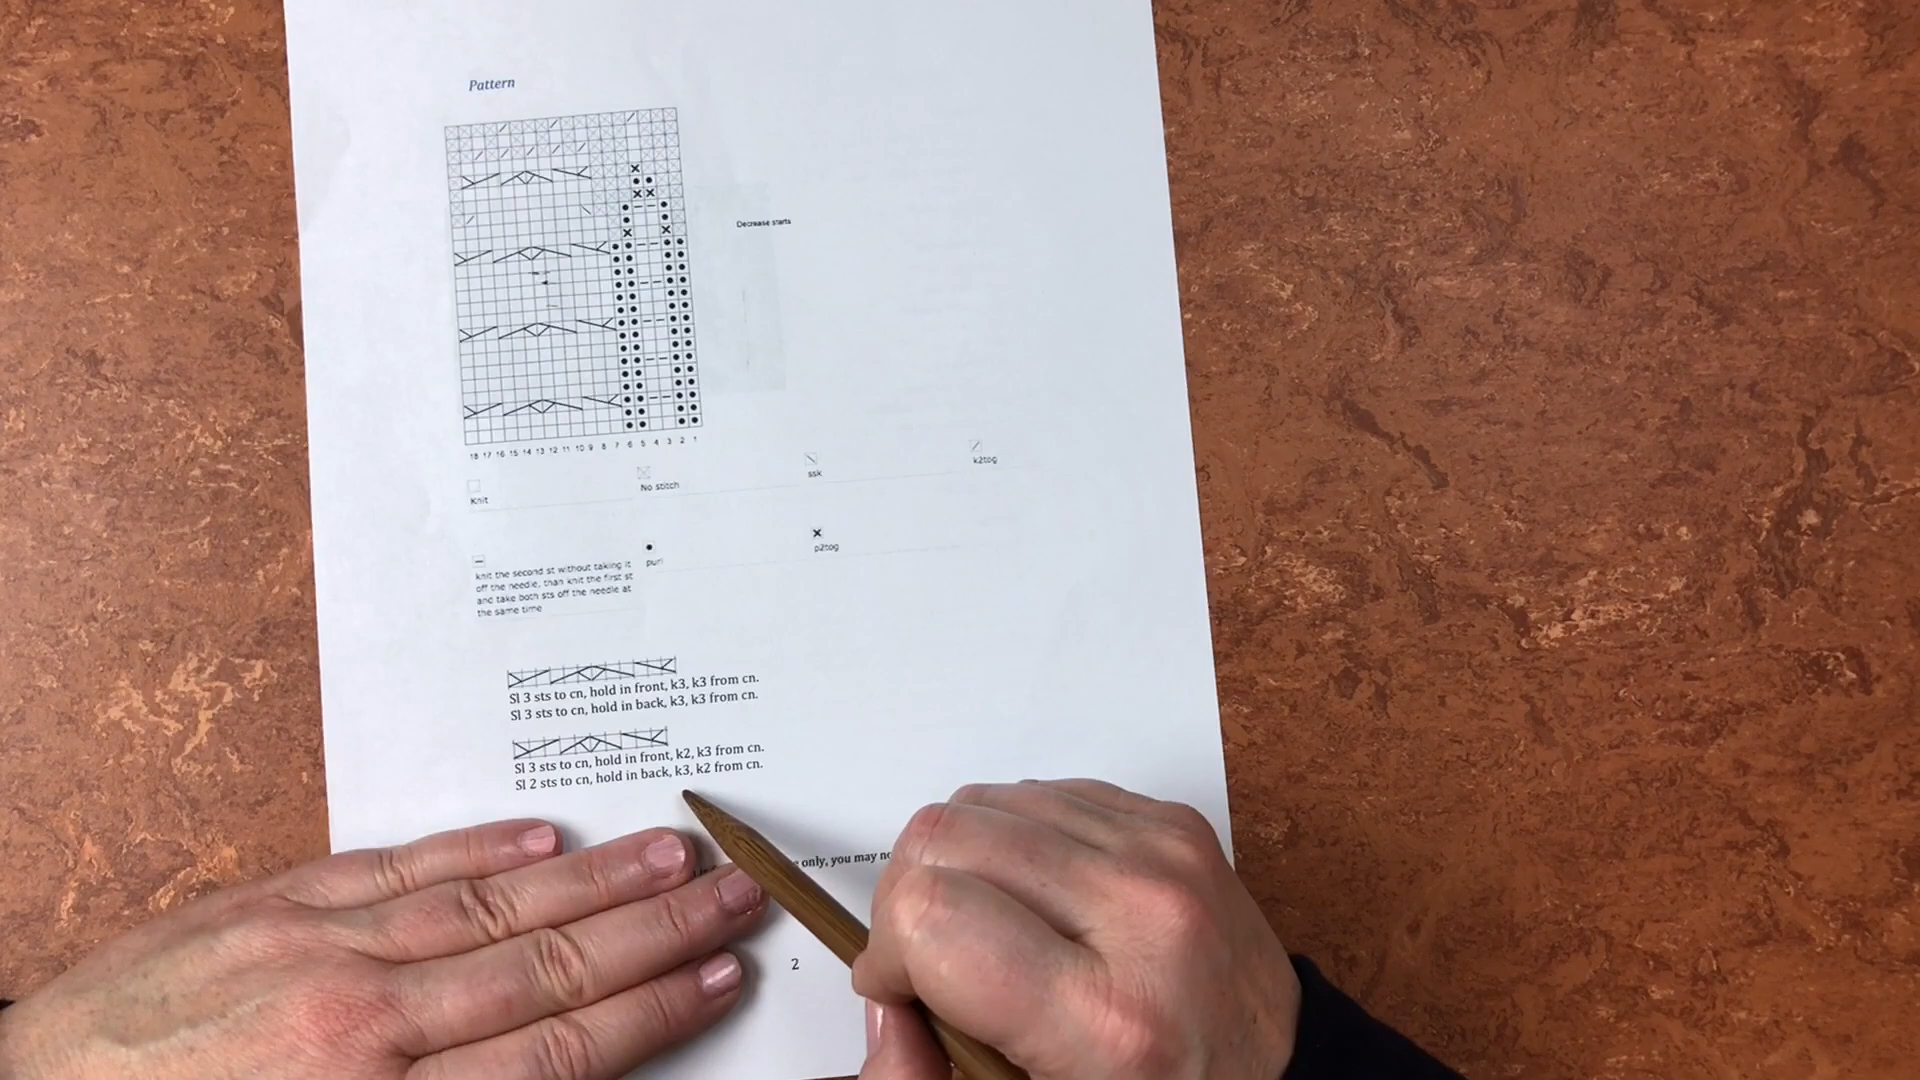 Pattern
Decrease starts
18 17 16 15 14 13 12 11 10 9 8 7 6 5 4 3 2 1
Knit
No stitch
ssk
k2tog
knit the second st without taking it
off the needle, than knit the first st
and take both sts off the needle at
the same time
purl
p2tog
Sl 3 sts to cn, hold in front, k3, k3 from cn.
Sl 3 sts to cn, hold in back, k3, k3 from cn.
Sl 3 sts to cn, hold in front, k2, k3 from cn.
Sl 2 sts to cn, hold in back, k3, k2 from cn.
only, you may
2